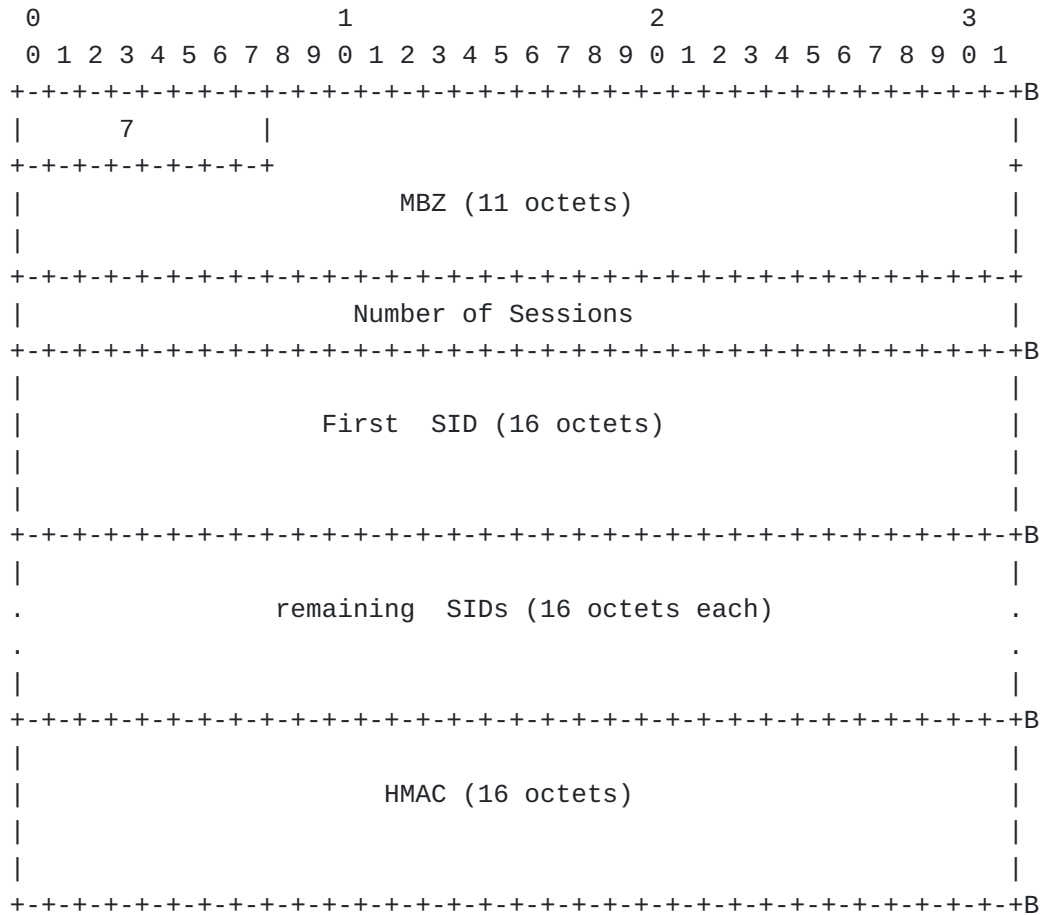 0                   1                   2                   3
 0 1 2 3 4 5 6 7 8 9 0 1 2 3 4 5 6 7 8 9 0 1 2 3 4 5 6 7 8 9 0 1
+-+-+-+-+-+-+-+-+-+-+-+-+-+-+-+-+-+-+-+-+-+-+-+-+-+-+-+-+-+-+-+-+B
|      7        |                                               |
+-+-+-+-+-+-+-+-+                                               +
|                        MBZ (11 octets)                        |
|                                                               |
+-+-+-+-+-+-+-+-+-+-+-+-+-+-+-+-+-+-+-+-+-+-+-+-+-+-+-+-+-+-+-+-+
|                     Number of Sessions                        |
+-+-+-+-+-+-+-+-+-+-+-+-+-+-+-+-+-+-+-+-+-+-+-+-+-+-+-+-+-+-+-+-+B
|                                                               |
|                   First  SID (16 octets)                      |
|                                                               |
|                                                               |
+-+-+-+-+-+-+-+-+-+-+-+-+-+-+-+-+-+-+-+-+-+-+-+-+-+-+-+-+-+-+-+-+B
|                                                               |
.                remaining  SIDs (16 octets each)               .
.                                                               .
|                                                               |
+-+-+-+-+-+-+-+-+-+-+-+-+-+-+-+-+-+-+-+-+-+-+-+-+-+-+-+-+-+-+-+-+B
|                                                               |
|                       HMAC (16 octets)                        |
|                                                               |
|                                                               |
+-+-+-+-+-+-+-+-+-+-+-+-+-+-+-+-+-+-+-+-+-+-+-+-+-+-+-+-+-+-+-+-+B